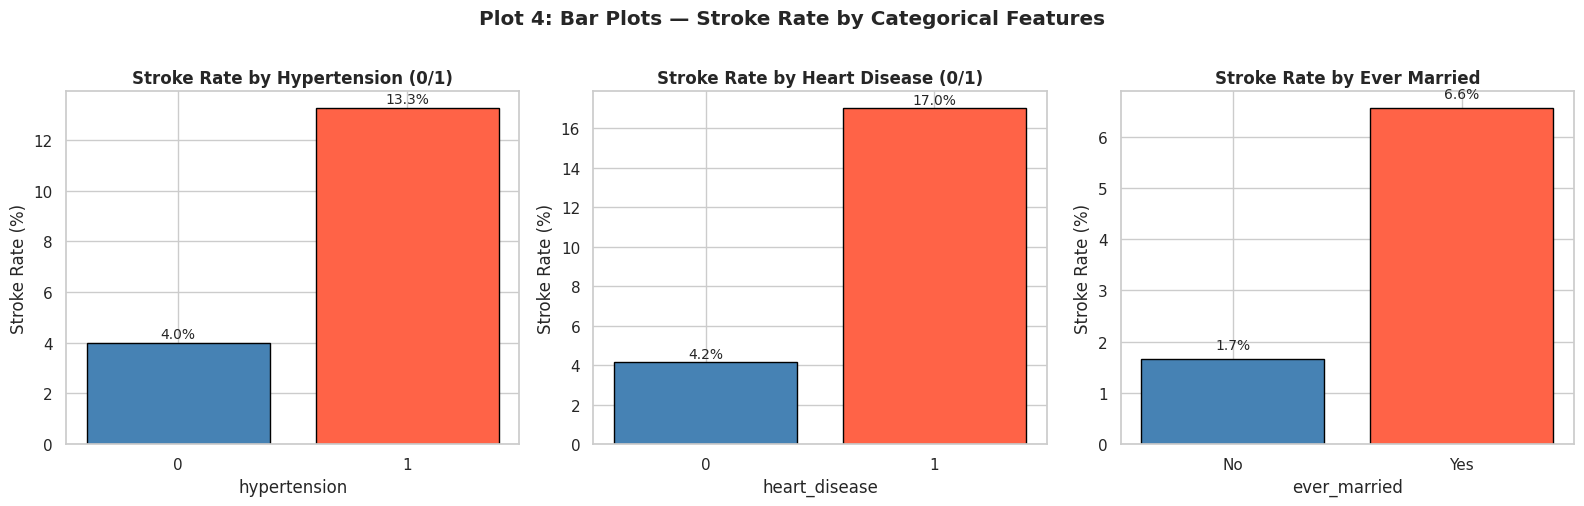 Plot 4: Bar Plots — Stroke Rate by Categorical Features
Stroke Rate by Hypertension (0/1)
Stroke Rate (%)
12
10
8
6
4
2
0
13.3%
4.0%
0
1
hypertension
Stroke Rate by Heart Disease (0/1)
Stroke Rate (%)
16
14
12
10
8
6
4
2
0
17.0%
4.2%
0
1
heart_disease
Stroke Rate by Ever Married
Stroke Rate (%)
6
5
4
3
2
1
0
6.6%
1.7%
No
Yes
ever_married